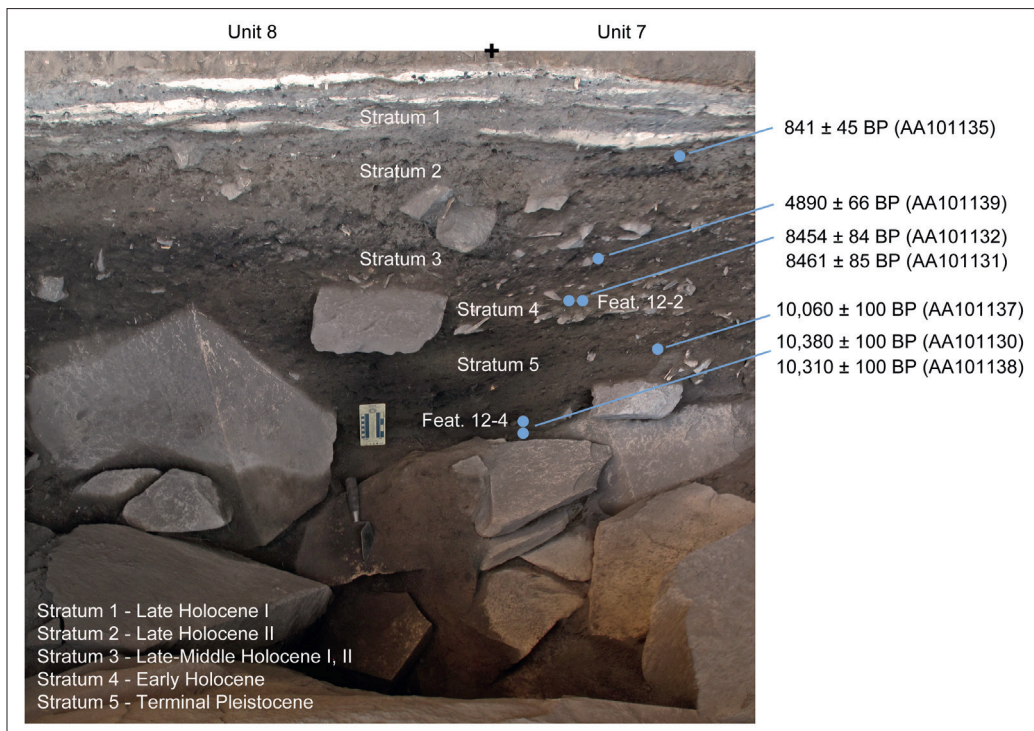 Unit 8
Unit 7
Stratum 1
841 ± 45 BP (AA101135)
Stratum 2
4890 ± 66 BP (AA101139)
8454 ± 84 BP (AA101132)
Stratum 3
8461 ± 85 BP (AA101131)
Stratum 4
Feat. 12-2
10,060 ± 100 BP (AA101137)
10,380 ± 100 BP (AA101130)
Stratum 5
10,310 ± 100 BP (AA101138)
Feat. 12-4
Stratum 1 - Late Holocene I
Stratum 2 - Late Holocene II
Stratum 3 - Late-Middle Holocene I, II
Stratum 4 - Early Holocene
Stratum 5 - Terminal Pleistocene